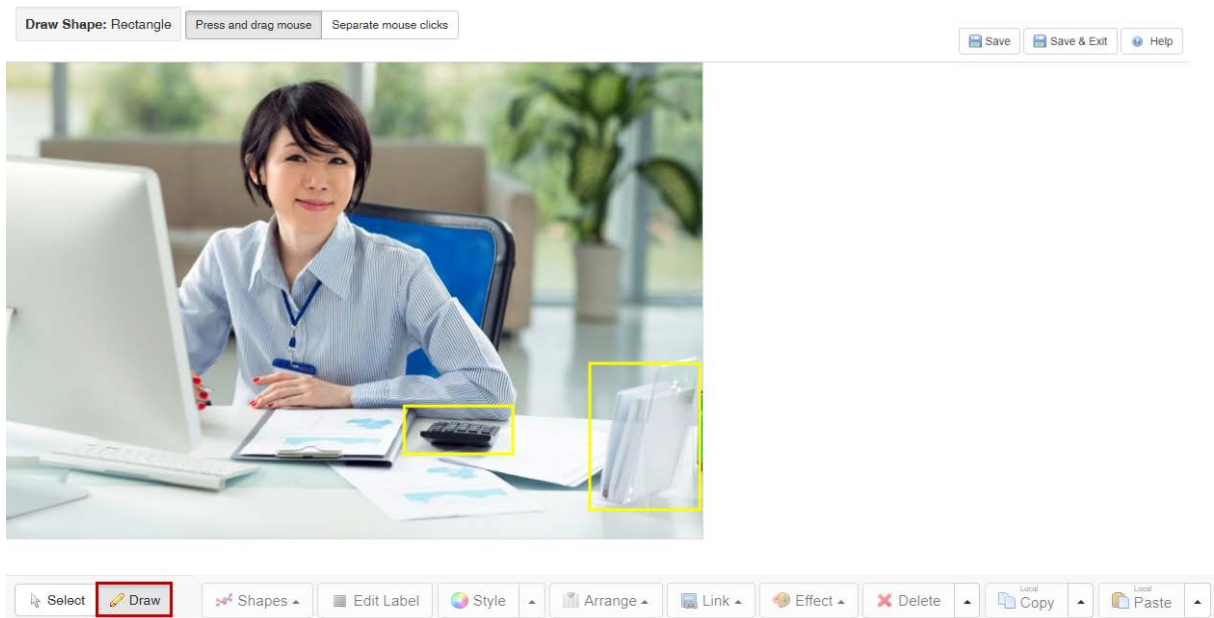 Draw Shape: Rectangle Press and drag mouse Separate mouse clicks
Save Save & Exit Help
Select Draw Shapes Edit Label Style Arrange Link Effect Delete Local Copy Local Paste